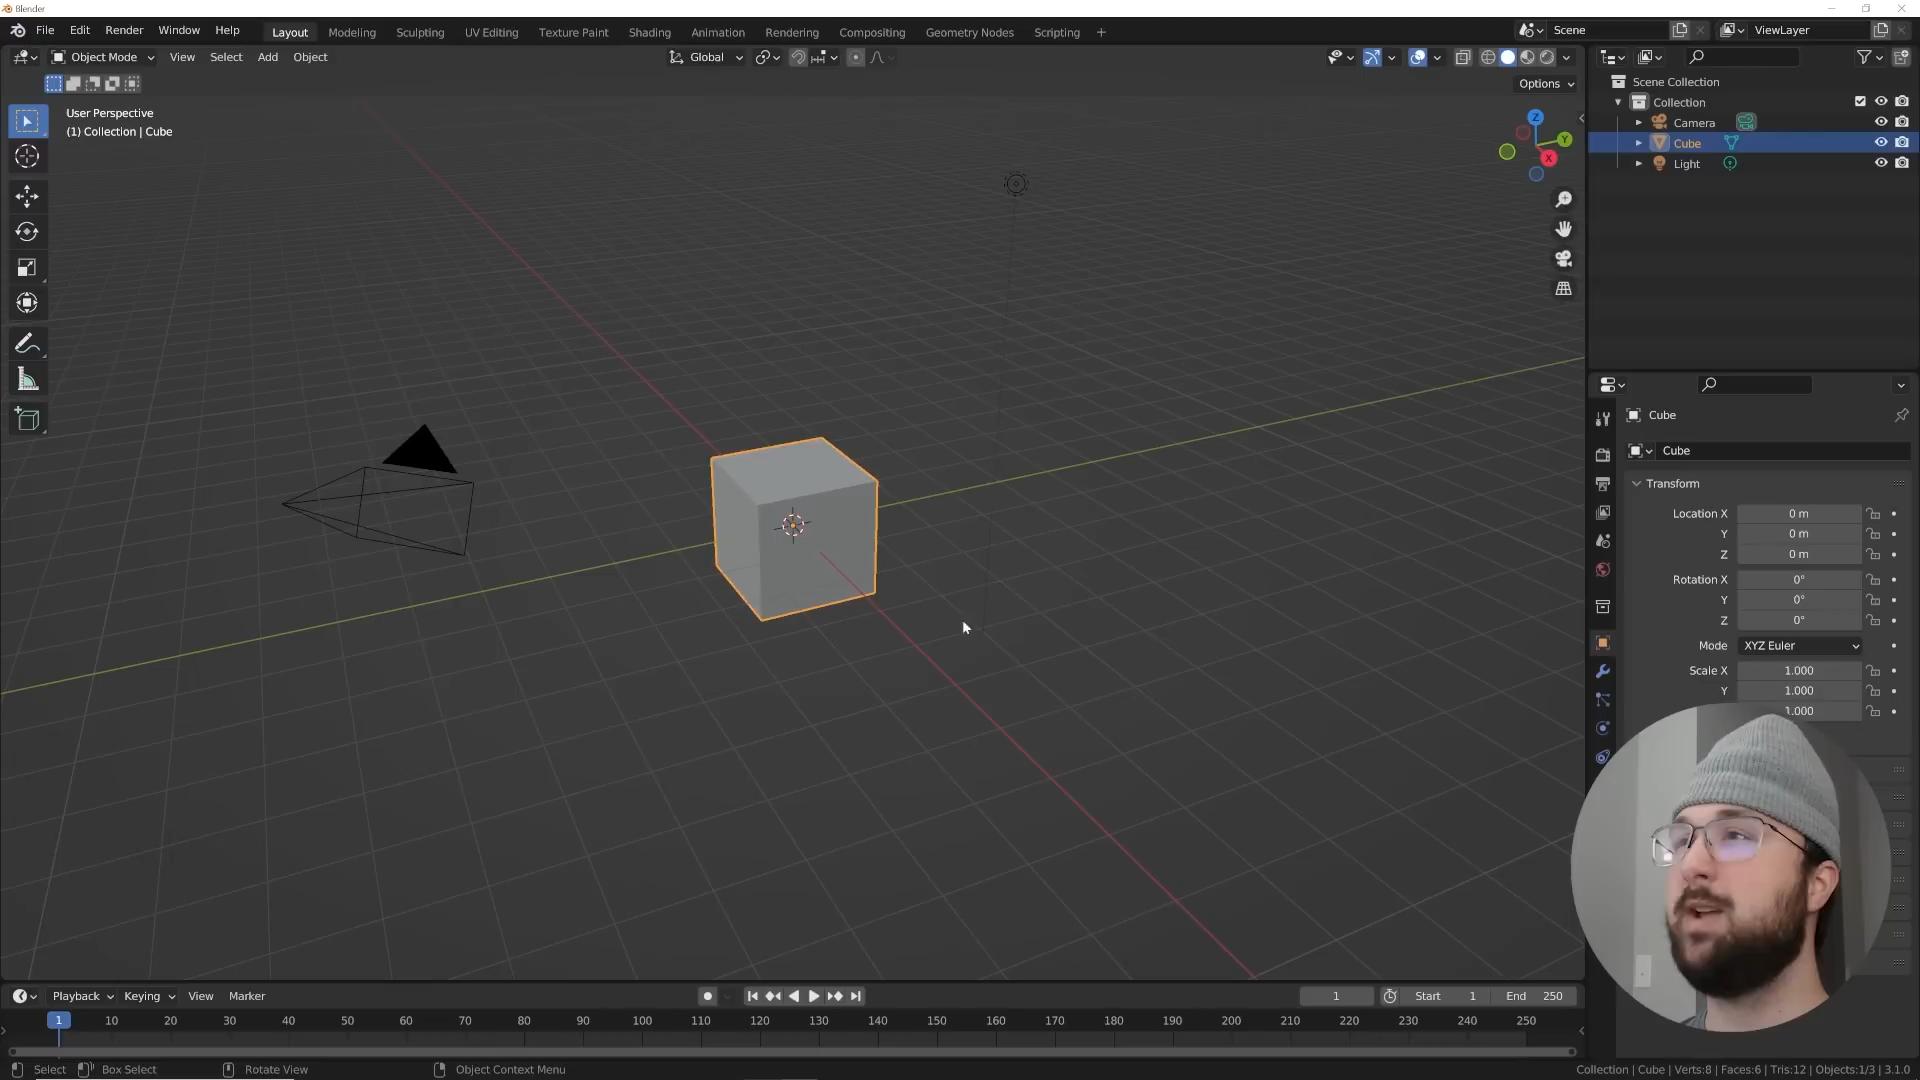 Blender
File Edit Render Window Help Layout Modeling Sculpting UV Editing Texture Paint Shading Animation Rendering Compositing Geometry Nodes Scripting + Scene ViewLayer
Object Mode View Select Add Object Global
Options
User Perspective
(1) Collection | Cube
Z
Y
X
Scene Collection
Collection
Camera
Cube
Light
Cube
Cube
Transform
Location X 0 m
Y 0 m
Z 0 m
Rotation X 0°
Y 0°
Z 0°
Mode XYZ Euler
Scale X 1.000
Y 1.000
1.000
Playback Keying View Marker 1 Start 1 End 250
1 10 20 30 40 50 60 70 80 90 100 110 120 130 140 150 160 170 180 190 200 210 220 230 240 250
Select Box Select Rotate View Object Context Menu Collection | Cube | Verts:8 | Faces:6 | Tris:12 | Objects:1/3 | 3.1.0